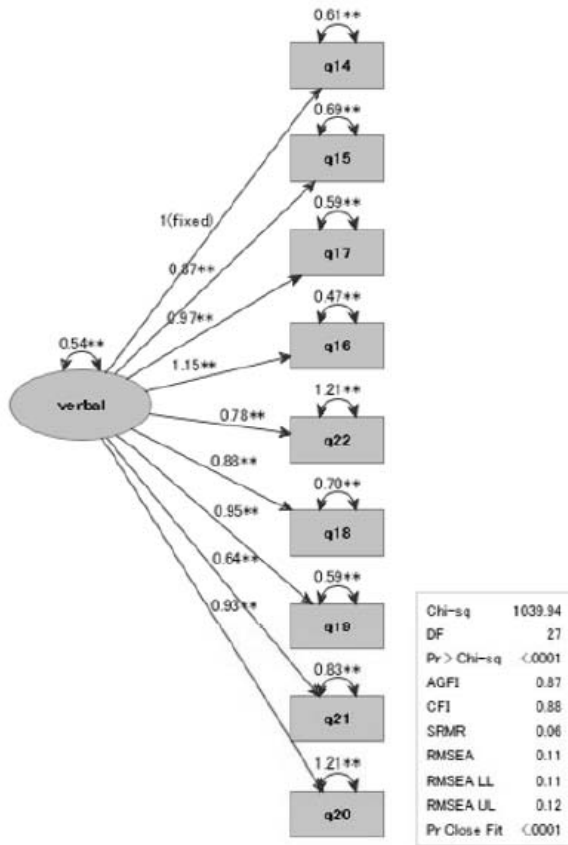 0.61**
q14
0.69**
q15
0.59**
q17
1(fixed)
0.87**
0.97**
0.47**
q16
1.15**
0.54**
verbal
1.21**
q22
0.78**
0.88**
0.70**
q18
0.95**
0.59**
q19
0.64**
0.93**
0.83**
q21
1.21**
q20
Chi-sq 1039.94
DF 27
Pr > Chi-sq <.0001
AGFI 0.87
CFI 0.88
SRMR 0.06
RMSEA 0.11
RMSEA LL 0.11
RMSEA UL 0.12
Pr Close Fit <.0001